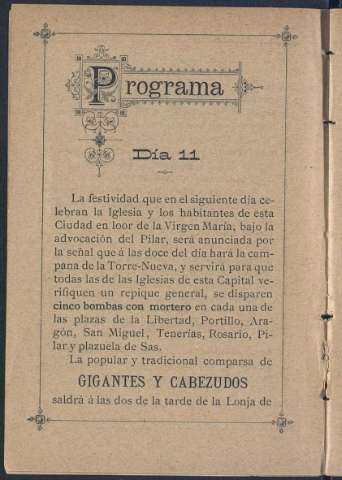 Programa
Día 11
La festividad que en el siguiente día ce-
lebran la Iglesia y los habitantes de esta
Ciudad en loor de la Virgen María, bajo la
advocación del Pilar, será anunciada por
la señal que á las doce del día hará la cam-
pana de la Torre-Nueva, y servirá para que
todas las de las Iglesias de esta Capital ve-
rifiquen un repique general, se disparen
cinco bombas con mortero en cada una de
las plazas de la Libertad, Portillo, Ara-
gón, San Miguel, Tenerías, Rosario, Pi-
lar y plazuela de Sas.
La popular y tradicional comparsa de
GIGANTES Y CABEZUDOS
saldrá á las dos de la tarde de la Lonja de